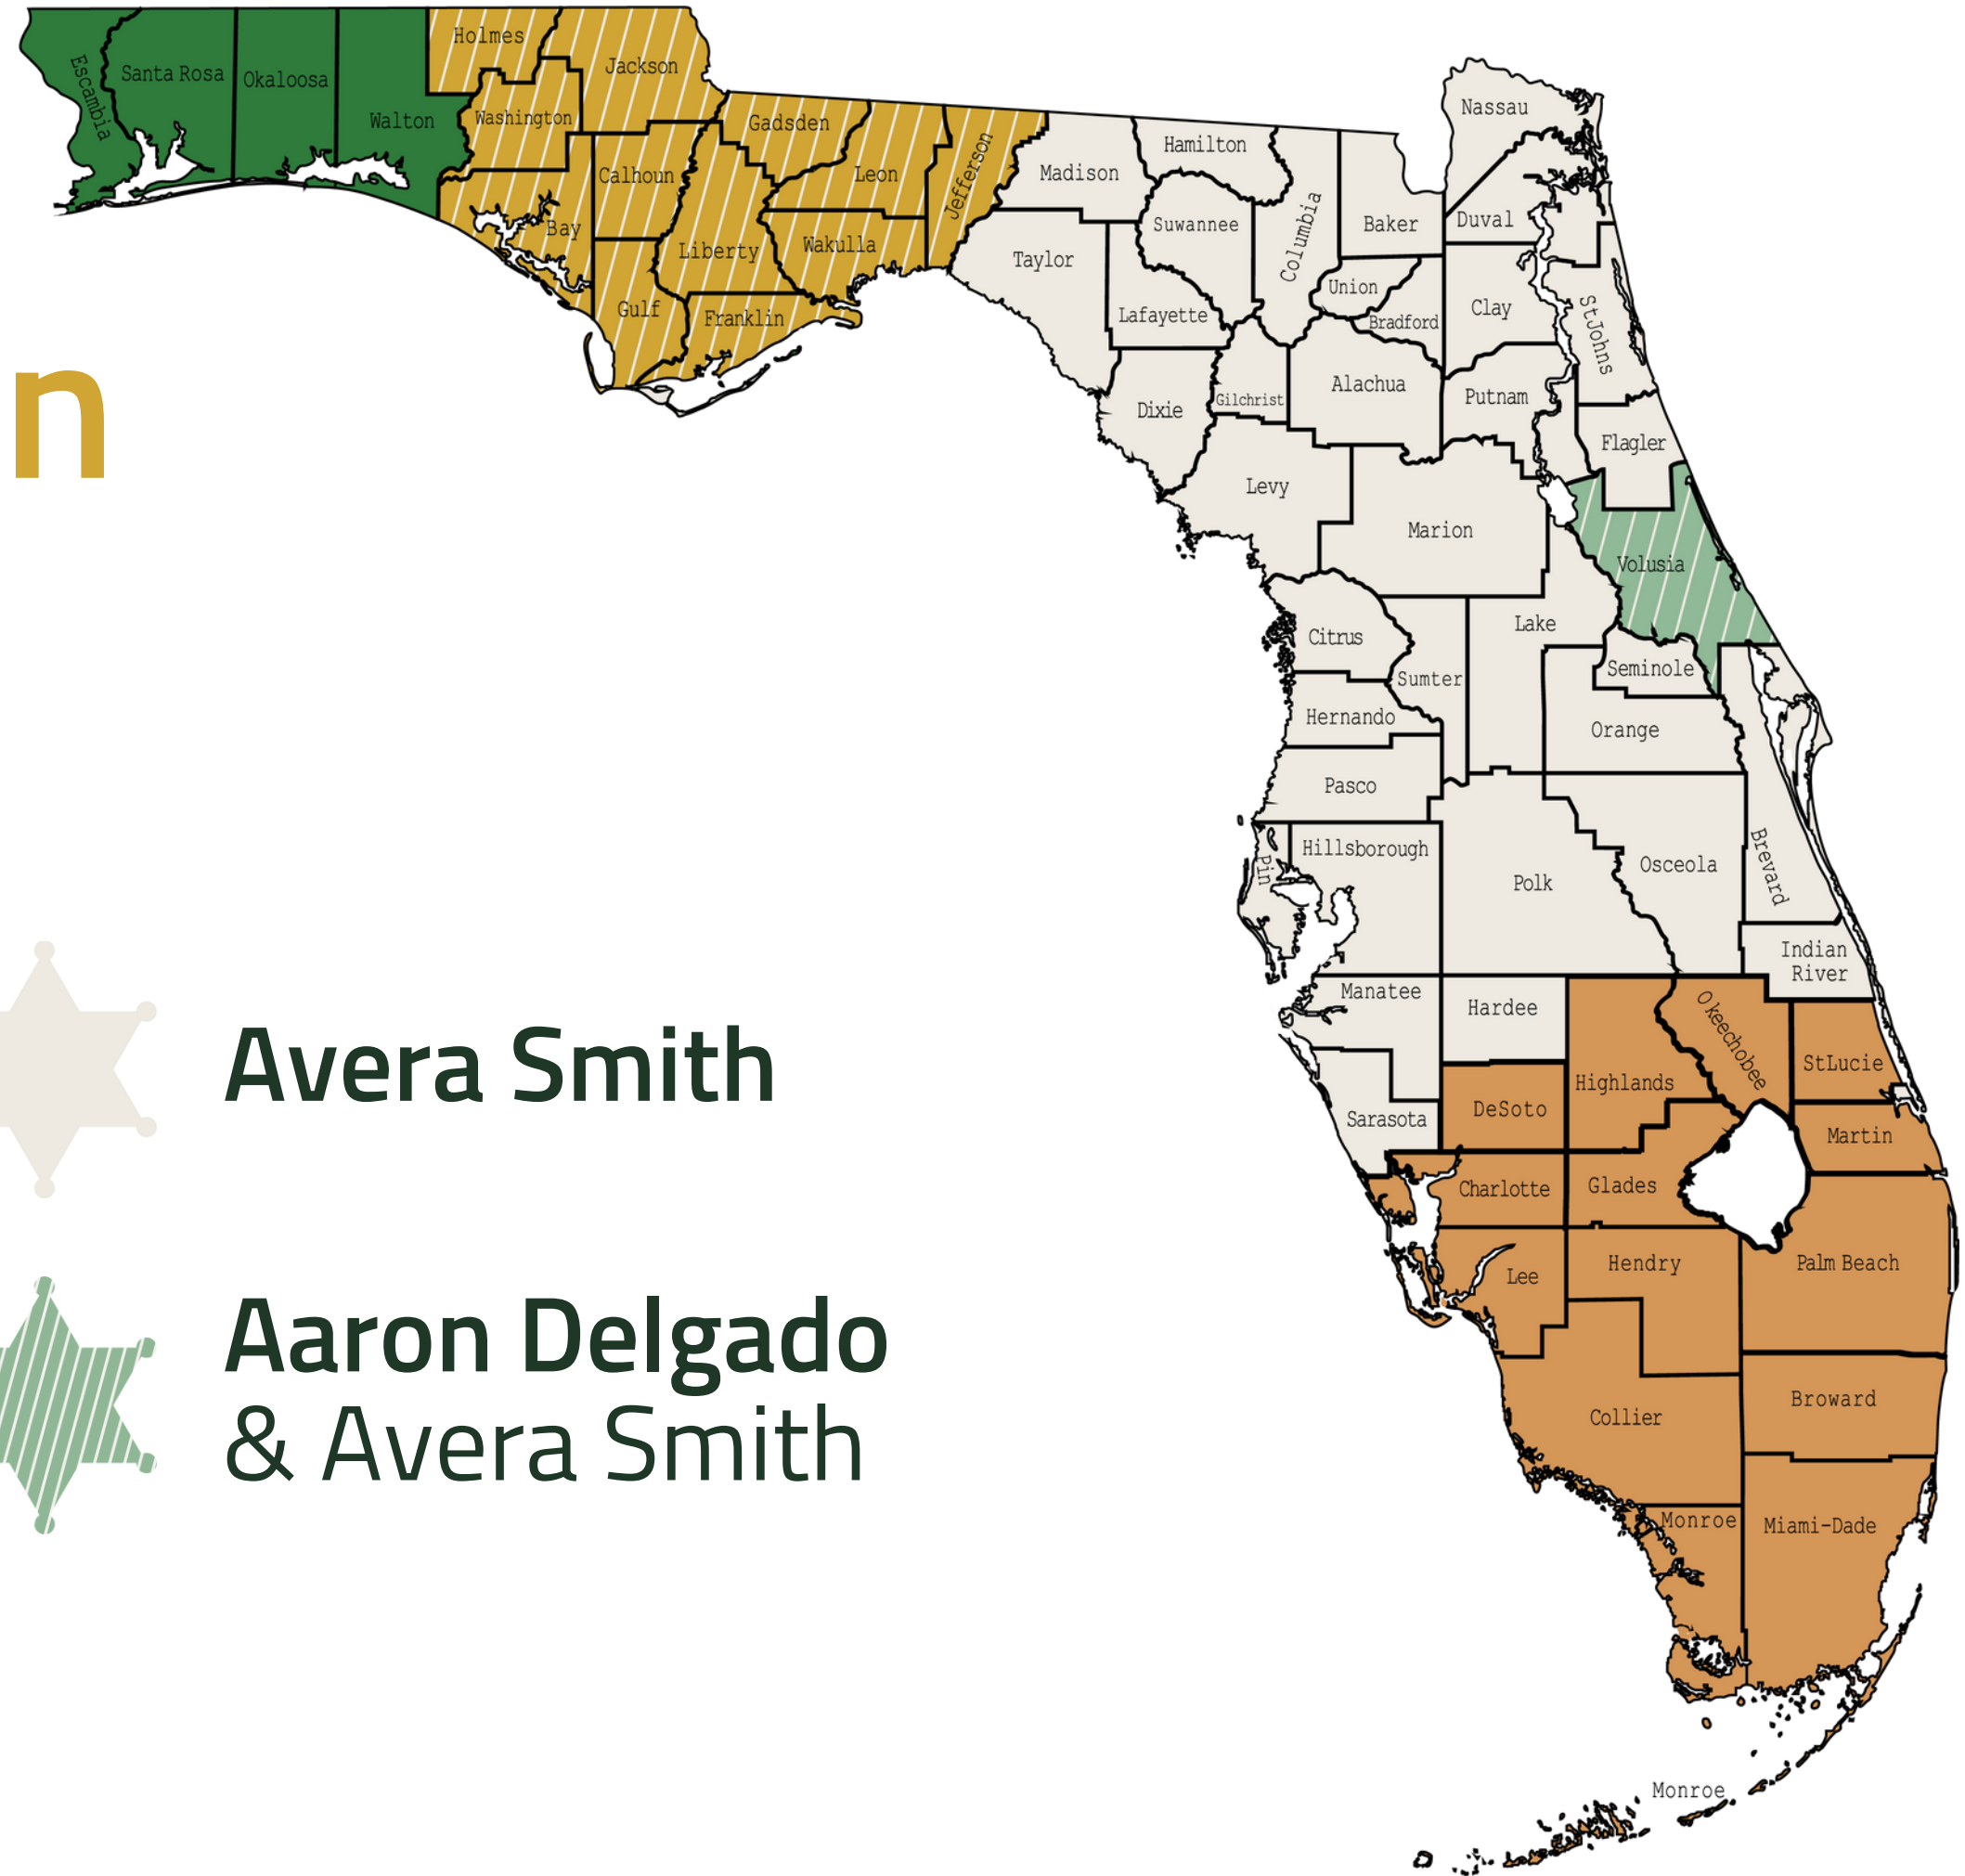 Holmes
Jackson
Escambia
Santa Rosa
Okaloosa
Walton
Washington
Gadsden
Calhoun
Leon
Jefferson
Bay
Liberty
Wakulla
Gulf
Franklin
Madison
Hamilton
Nassau
Taylor
Suwannee
Columbia
Baker
Duval
Lafayette
Union
Bradford
Clay
StJohns
Dixie
Gilchrist
Alachua
Putnam
Flagler
n
Levy
Marion
Volusia
Citrus
Sumter
Lake
Seminole
Hernando
Orange
Pasco
Pin
Hillsborough
Polk
Osceola
Brevard
Indian
River
Manatee
Hardee
Highlands
Okeechobee
StLucie
Sarasota
DeSoto
Martin
Charlotte
Glades
Lee
Hendry
Palm Beach
Collier
Broward
Monroe
Miami-Dade
Monroe
Avera Smith
Aaron Delgado
& Avera Smith